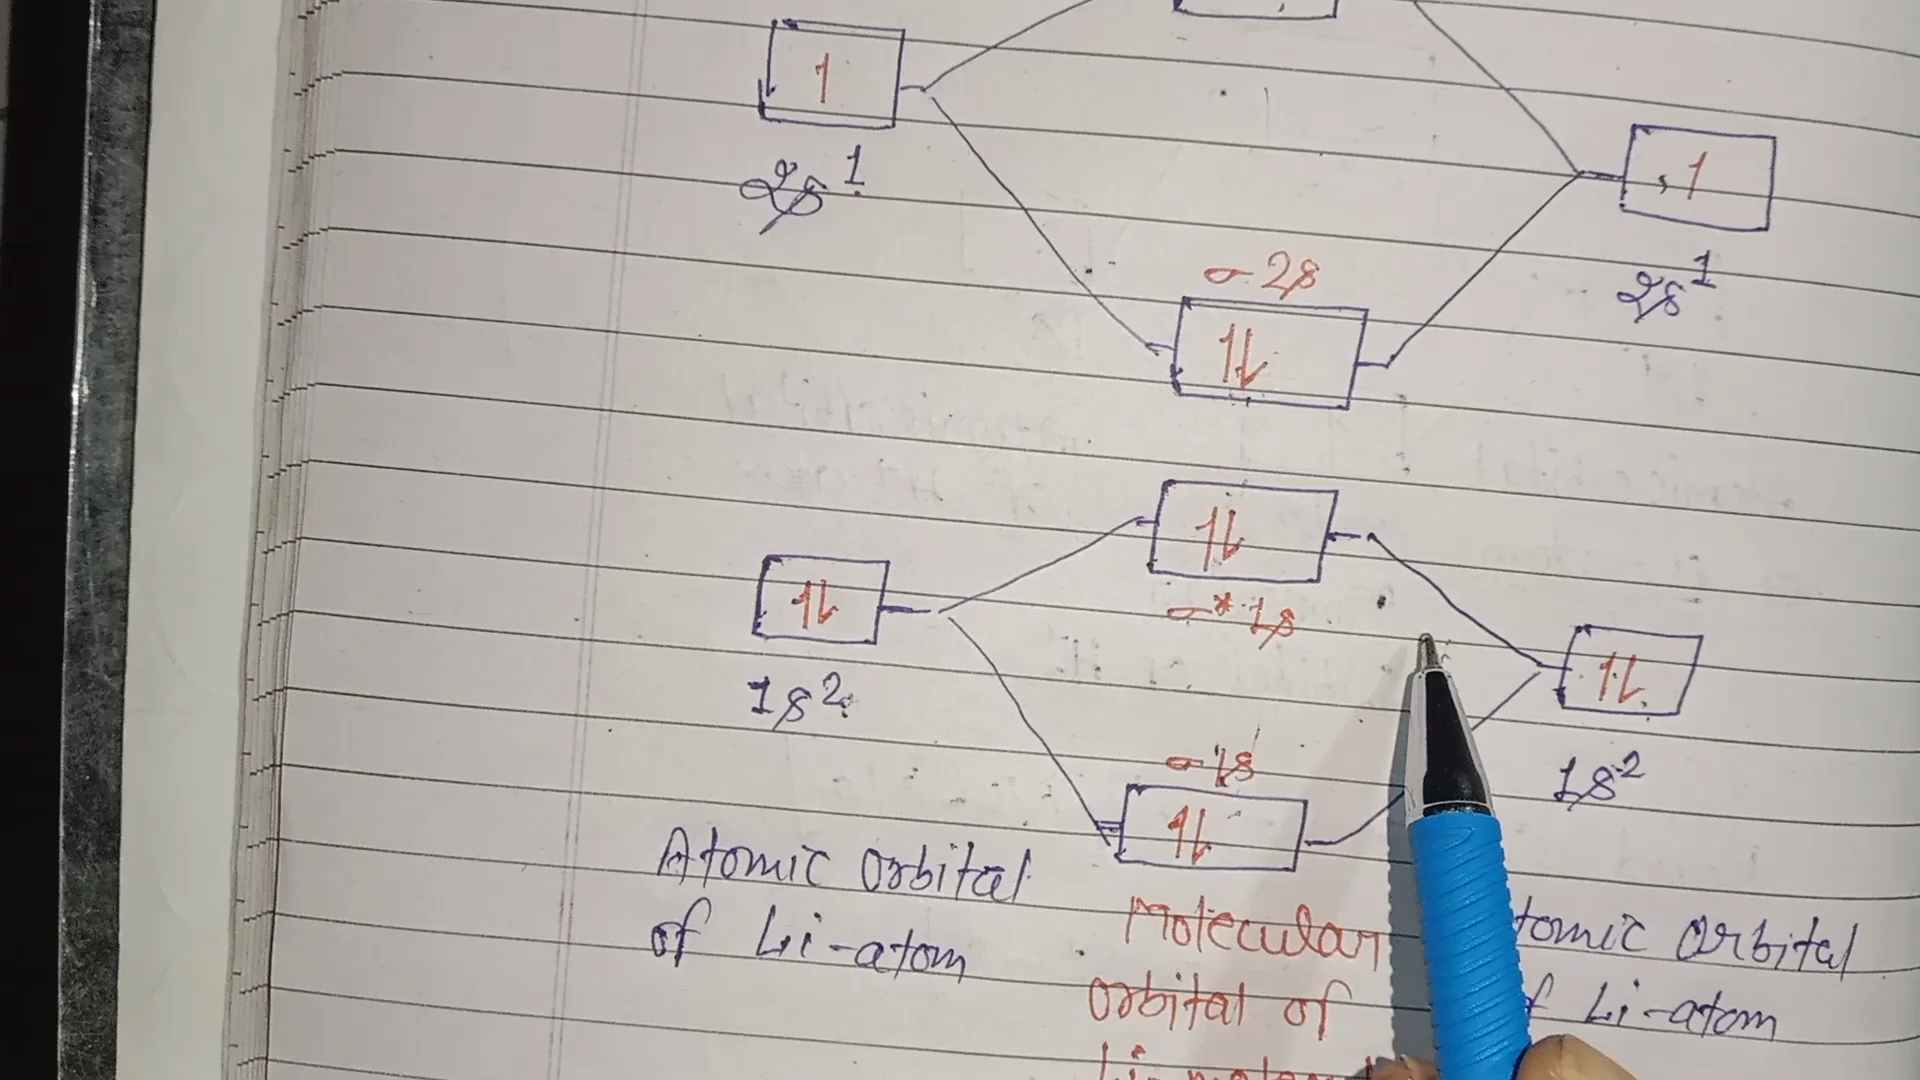 1
2s1
1
2s1
σ2s
1⇂
1⇂
σ*1s
1⇂
1s2
1⇂
1s2
σ1s
1⇂
Atomic Orbital
of Li-atom
Molecular
Orbital of
tomic Orbital
f Li-atom